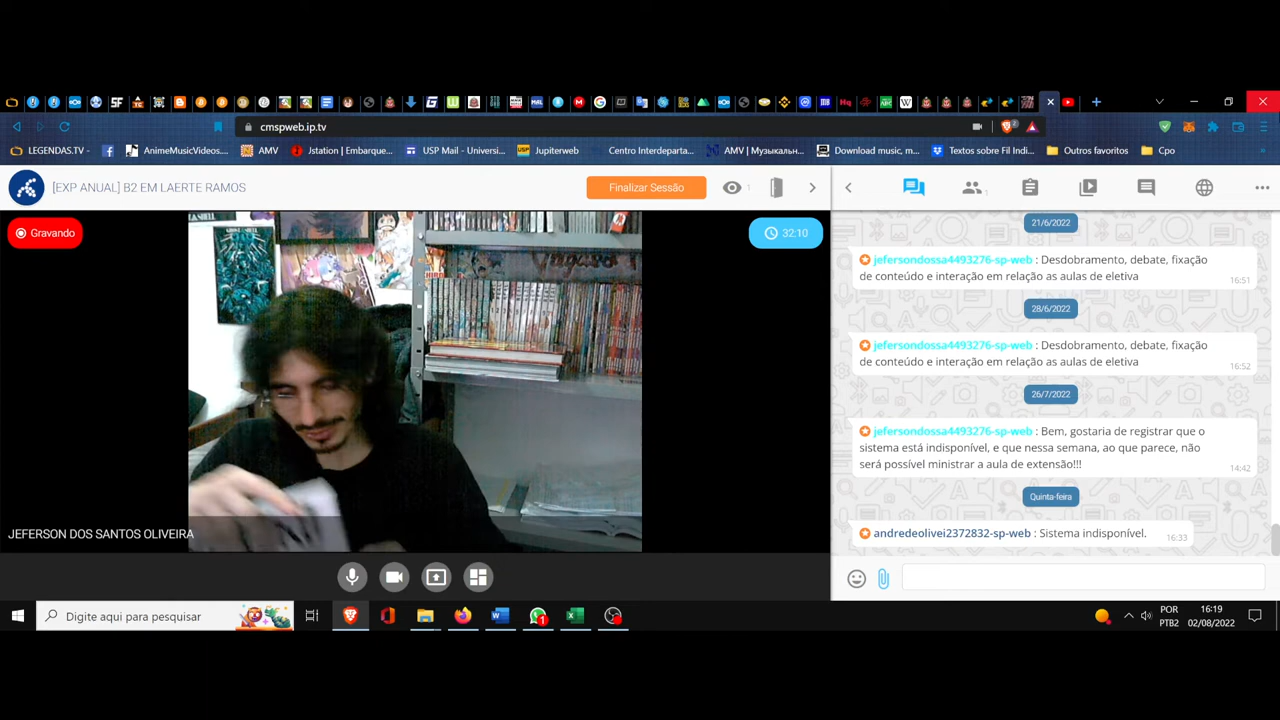 cmspweb.ip.tv
2
LEGENDAS.TV -
AnimeMusicVideos...
AMV
Jstation | Embarque...
USP Mail - Universi...
Jupiterweb
Centro Interdeparta...
AMV | Музыкальн...
Download music, m...
Textos sobre Fil Indi...
Outros favoritos
Cpo
[EXP ANUAL] B2 EM LAERTE RAMOS
Finalizar Sessão
1
1
Gravando
32:10
JEFERSON DOS SANTOS OLIVEIRA
21/6/2022
jefersondossa4493276-sp-web : Desdobramento, debate, fixação
de conteúdo e interação em relação as aulas de eletiva
16:51
28/6/2022
jefersondossa4493276-sp-web : Desdobramento, debate, fixação
de conteúdo e interação em relação as aulas de eletiva
16:52
26/7/2022
jefersondossa4493276-sp-web : Bem, gostaria de registrar que o
sistema está indisponível, e que nessa semana, ao que parece, não
será possível ministrar a aula de extensão!!!
14:42
Quinta-feira
andredeolivei2372832-sp-web : Sistema indisponível.
16:33
Digite aqui para pesquisar
1
POR
PTB2
16:19
02/08/2022